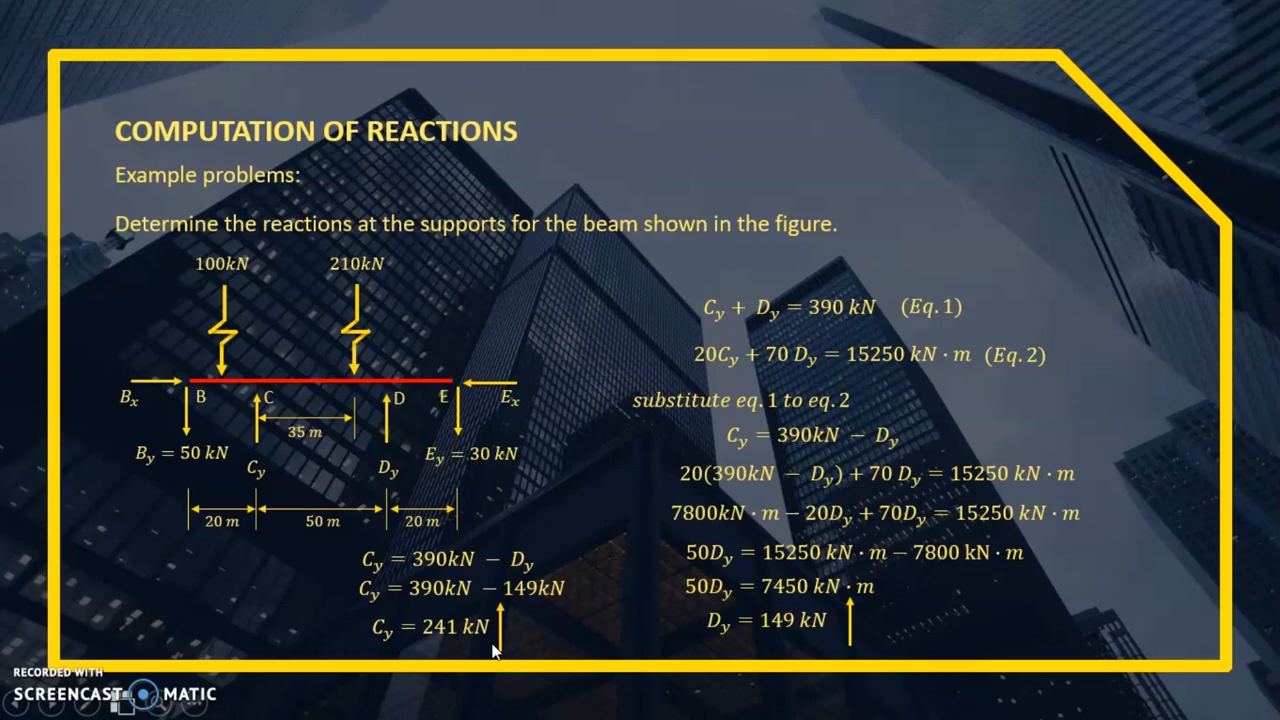 COMPUTATION OF REACTIONS
Example problems:
Determine the reactions at the supports for the beam shown in the figure.
100kN 210kN
B_x B C D E E_x
35 m
B_y = 50 kN C_y D_y E_y = 30 kN
20 m 50 m 20 m
C_y = 390kN − D_y
C_y = 390kN − 149kN
C_y = 241 kN
C_y + D_y = 390 kN (Eq. 1)
20C_y + 70 D_y = 15250 kN · m (Eq. 2)
substitute eq. 1 to eq. 2
C_y = 390kN − D_y
20(390kN − D_y) + 70 D_y = 15250 kN · m
7800kN · m − 20D_y + 70D_y = 15250 kN · m
50D_y = 15250 kN · m − 7800 kN · m
50D_y = 7450 kN · m
D_y = 149 kN
RECORDED WITH
SCREENCAST MATIC